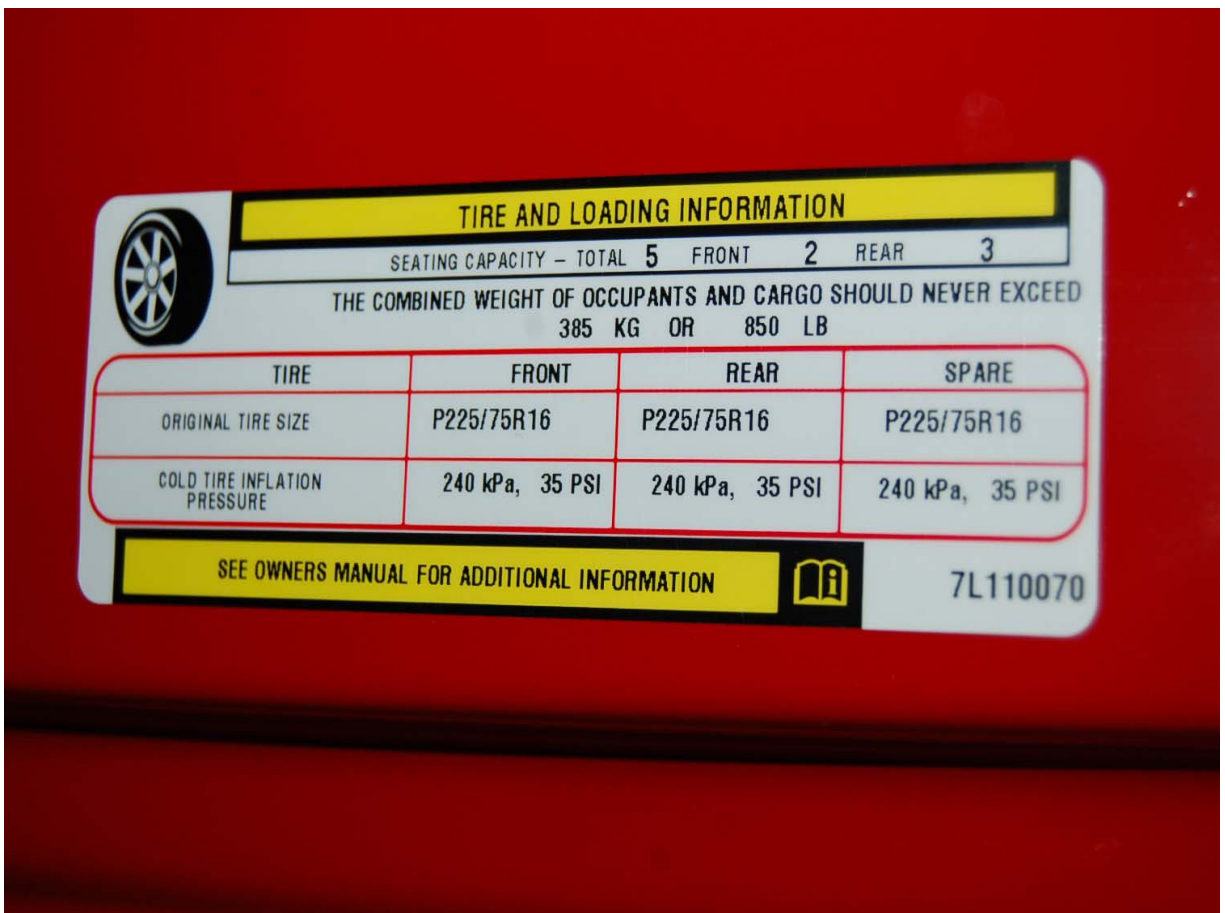 TIRE AND LOADING INFORMATION
SEATING CAPACITY – TOTAL 5 FRONT 2 REAR 3
THE COMBINED WEIGHT OF OCCUPANTS AND CARGO SHOULD NEVER EXCEED
385 KG OR 850 LB
TIRE FRONT REAR SPARE
ORIGINAL TIRE SIZE P225/75R16 P225/75R16 P225/75R16
COLD TIRE INFLATION PRESSURE 240 kPa, 35 PSI 240 kPa, 35 PSI 240 kPa, 35 PSI
SEE OWNERS MANUAL FOR ADDITIONAL INFORMATION
7L110070